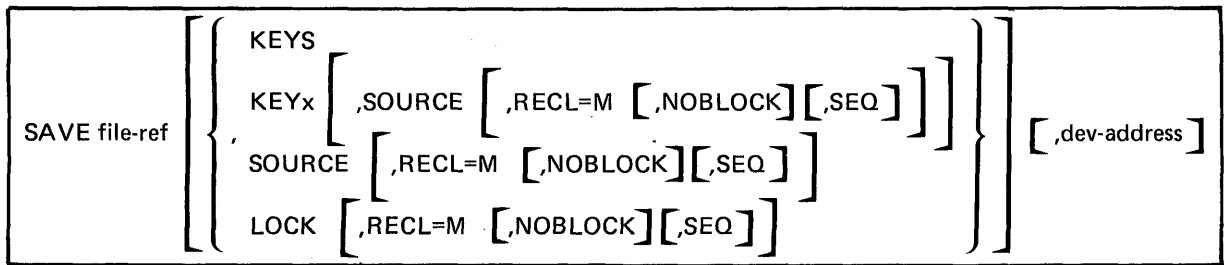 KEYS
KEYx [ ,SOURCE [ ,RECL=M [,NOBLOCK] [,SEQ ] ] ]
SAVE file-ref [ { , } ] [ ,dev-address ]
SOURCE [ ,RECL=M [,NOBLOCK] [,SEQ ] ]
LOCK [ ,RECL=M [,NOBLOCK] [,SEQ ] ]